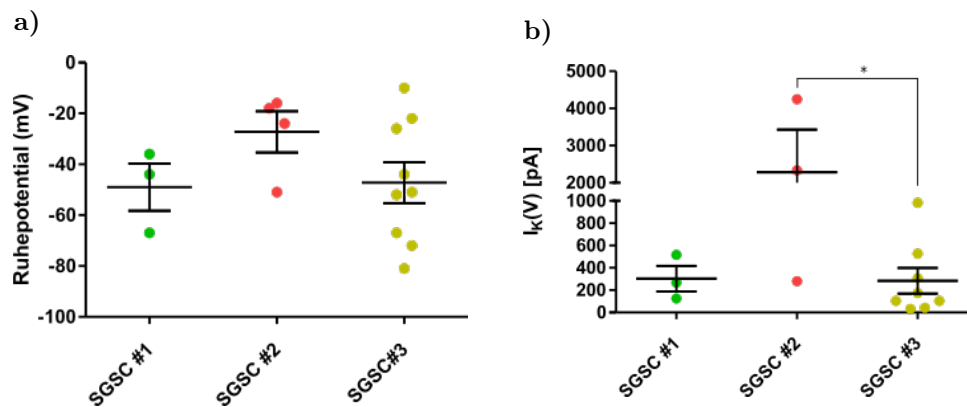 a)
Ruhepotential (mV)
0
-20
-40
-60
-80
-100
SGSC #1
SGSC #2
SGSC#3
b)
I_K(V) [pA]
5000
4000
3000
2000
1000
800
600
400
200
0
*
SGSC #1
SGSC #2
SGSC #3